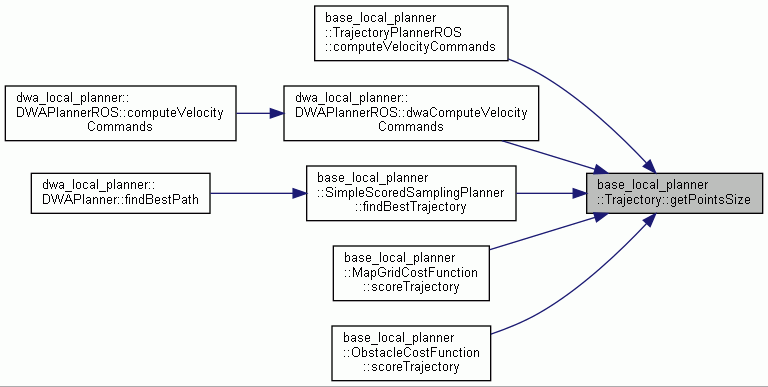 base_local_planner
::TrajectoryPlannerROS
::computeVelocityCommands
dwa_local_planner::
DWAPlannerROS::computeVelocity
Commands
dwa_local_planner::
DWAPlannerROS::dwaComputeVelocity
Commands
dwa_local_planner::
DWAPlanner::findBestPath
base_local_planner
::SimpleScoredSamplingPlanner
::findBestTrajectory
base_local_planner
::Trajectory::getPointsSize
base_local_planner
::MapGridCostFunction
::scoreTrajectory
base_local_planner
::ObstacleCostFunction
::scoreTrajectory